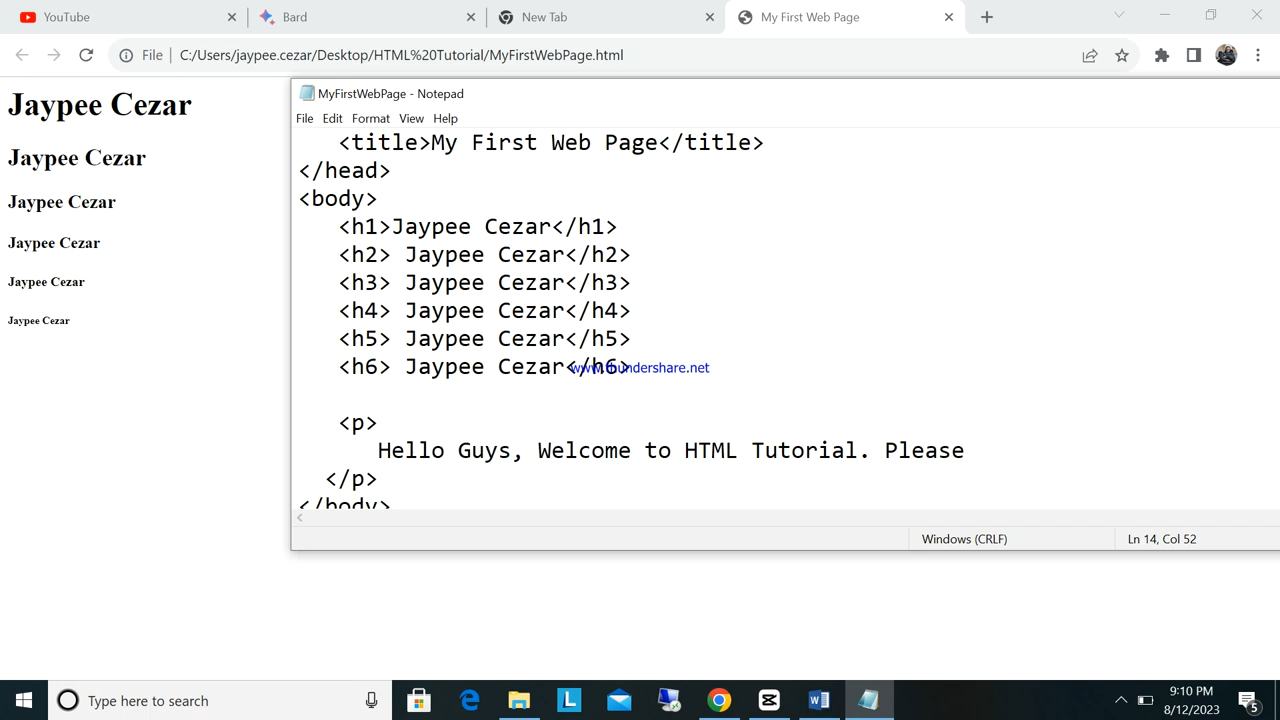 YouTube
Bard
New Tab
My First Web Page
File
C:/Users/jaypee.cezar/Desktop/HTML%20Tutorial/MyFirstWebPage.html
Jaypee Cezar
Jaypee Cezar
Jaypee Cezar
Jaypee Cezar
Jaypee Cezar
Jaypee Cezar
MyFirstWebPage - Notepad
File Edit Format View Help
<title>My First Web Page</title>
</head>
<body>
<h1>Jaypee Cezar</h1>
<h2> Jaypee Cezar</h2>
<h3> Jaypee Cezar</h3>
<h4> Jaypee Cezar</h4>
<h5> Jaypee Cezar</h5>
<h6> Jaypee Cezar</h6>
www.thundershare.net
<p>
Hello Guys, Welcome to HTML Tutorial. Please
</p>
</body>
Windows (CRLF)
Ln 14, Col 52
Type here to search
L
9:10 PM
8/12/2023
5